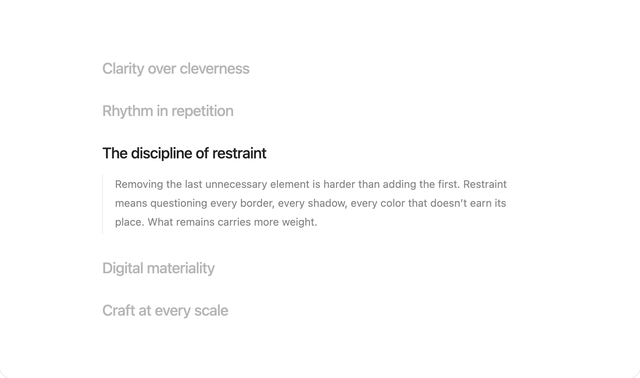 Clarity over cleverness
Rhythm in repetition
The discipline of restraint
Removing the last unnecessary element is harder than adding the first. Restraint
means questioning every border, every shadow, every color that doesn’t earn its
place. What remains carries more weight.
Digital materiality
Craft at every scale